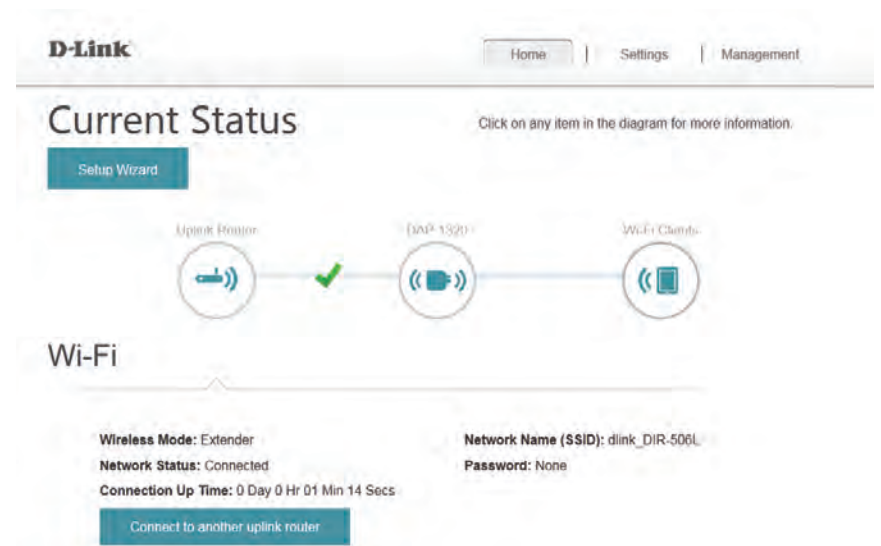 D-Link
Home | Settings | Management
Current Status
Click on any item in the diagram for more information.
Setup Wizard
Uplink Router
DAP-1320
Wi-Fi Clients
Wi-Fi
Wireless Mode: Extender
Network Name (SSID): dlink_DIR-506L
Network Status: Connected
Password: None
Connection Up Time: 0 Day 0 Hr 01 Min 14 Secs
Connect to another uplink router